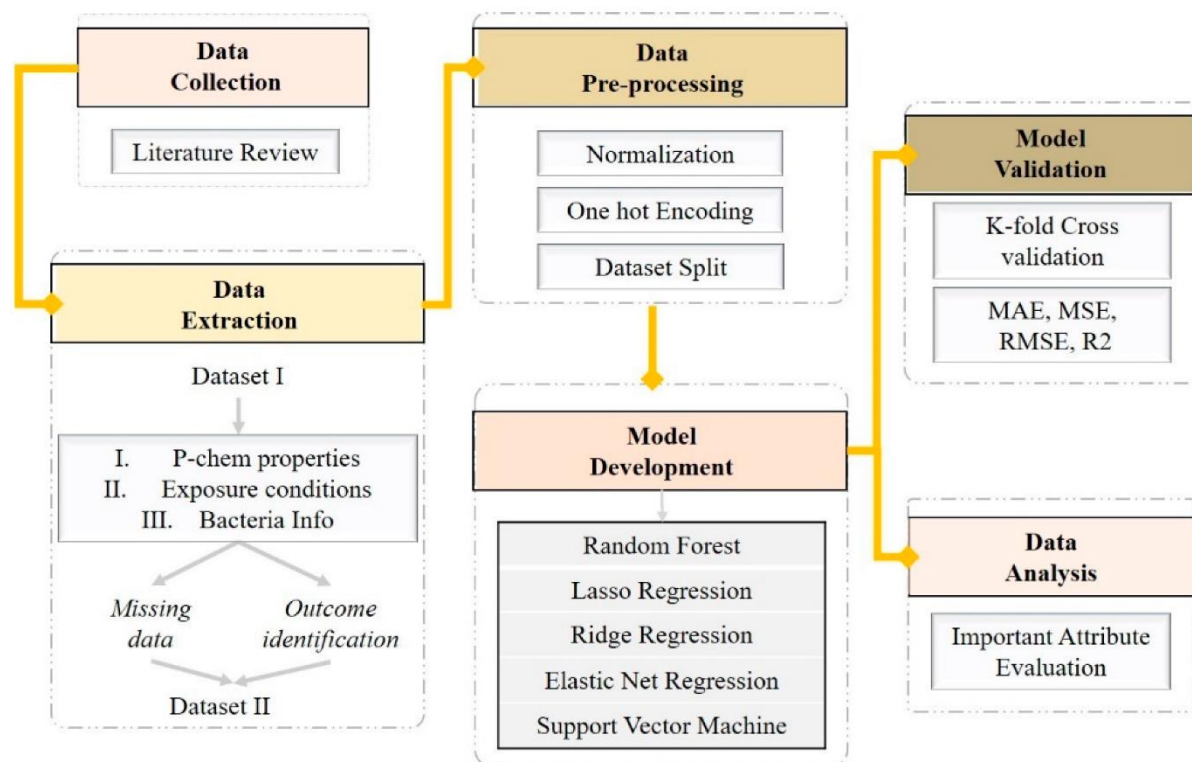 Data
Collection
Literature Review
Data
Extraction
Dataset I
I. P-chem properties
II. Exposure conditions
III. Bacteria Info
Missing
data
Outcome
identification
Dataset II
Data
Pre-processing
Normalization
One hot Encoding
Dataset Split
Model
Development
Random Forest
Lasso Regression
Ridge Regression
Elastic Net Regression
Support Vector Machine
Model
Validation
K-fold Cross
validation
MAE, MSE,
RMSE, R2
Data
Analysis
Important Attribute
Evaluation